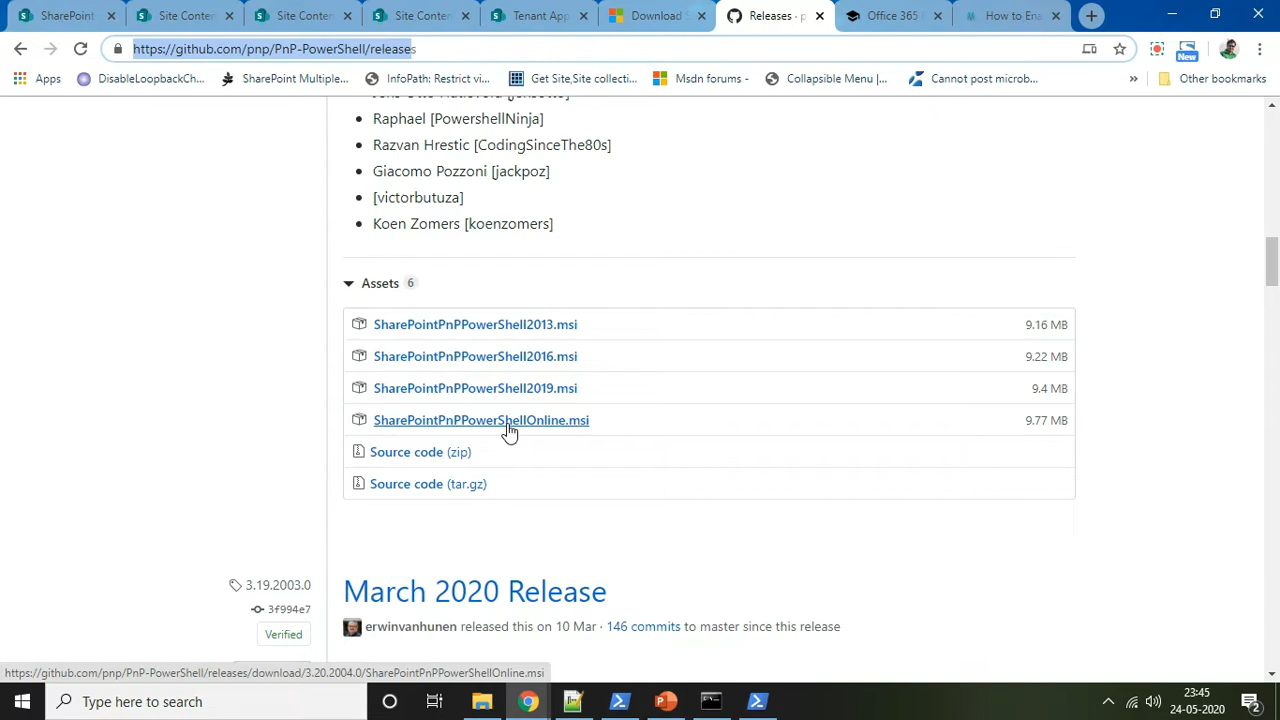 SharePoint
Site Conten
Site Conten
Site Conten
Tenant App
Download S
Releases · p
Office 365 F
How to Ena
https://github.com/pnp/PnP-PowerShell/releases
New
Apps
DisableLoopbackCh...
SharePoint Multiple...
InfoPath: Restrict vi...
Get Site,Site collecti...
Msdn forums -
Collapsible Menu |...
Cannot post microb...
»
Other bookmarks
• Raphael [PowershellNinja]
• Razvan Hrestic [CodingSinceThe80s]
• Giacomo Pozzoni [jackpoz]
• [victorbutuza]
• Koen Zomers [koenzomers]
Assets 6
SharePointPnPPowerShell2013.msi 9.16 MB
SharePointPnPPowerShell2016.msi 9.22 MB
SharePointPnPPowerShell2019.msi 9.4 MB
SharePointPnPPowerShellOnline.msi 9.77 MB
Source code (zip)
Source code (tar.gz)
3.19.2003.0
3f994e7
Verified
March 2020 Release
erwinvanhunen released this on 10 Mar · 146 commits to master since this release
https://github.com/pnp/PnP-PowerShell/releases/download/3.20.2004.0/SharePointPnPPowerShellOnline.msi
Type here to search
23:45
24-05-2020
2